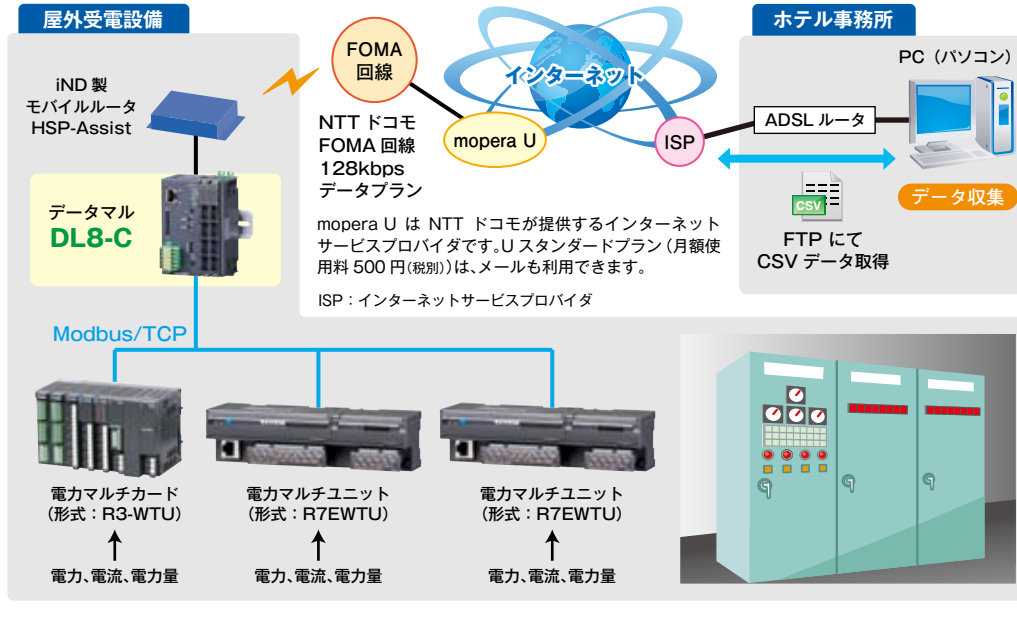 屋外受電設備
iND 製
モバイルルータ
HSP-Assist
データマル
DL8-C
FOMA
回線
NTT ドコモ
FOMA 回線
128kbps
データプラン
mopera U
インターネット
ISP
mopera U は NTT ドコモが提供するインターネット
サービスプロバイダです。U スタンダードプラン（月額使
用料 500 円(税別)）は、メールも利用できます。
ISP：インターネットサービスプロバイダ
ホテル事務所
PC（パソコン）
ADSL ルータ
データ収集
CSV
FTP にて
CSV データ取得
Modbus/TCP
電力マルチカード
（形式：R3-WTU）
電力、電流、電力量
電力マルチユニット
（形式：R7EWTU）
電力、電流、電力量
電力マルチユニット
（形式：R7EWTU）
電力、電流、電力量